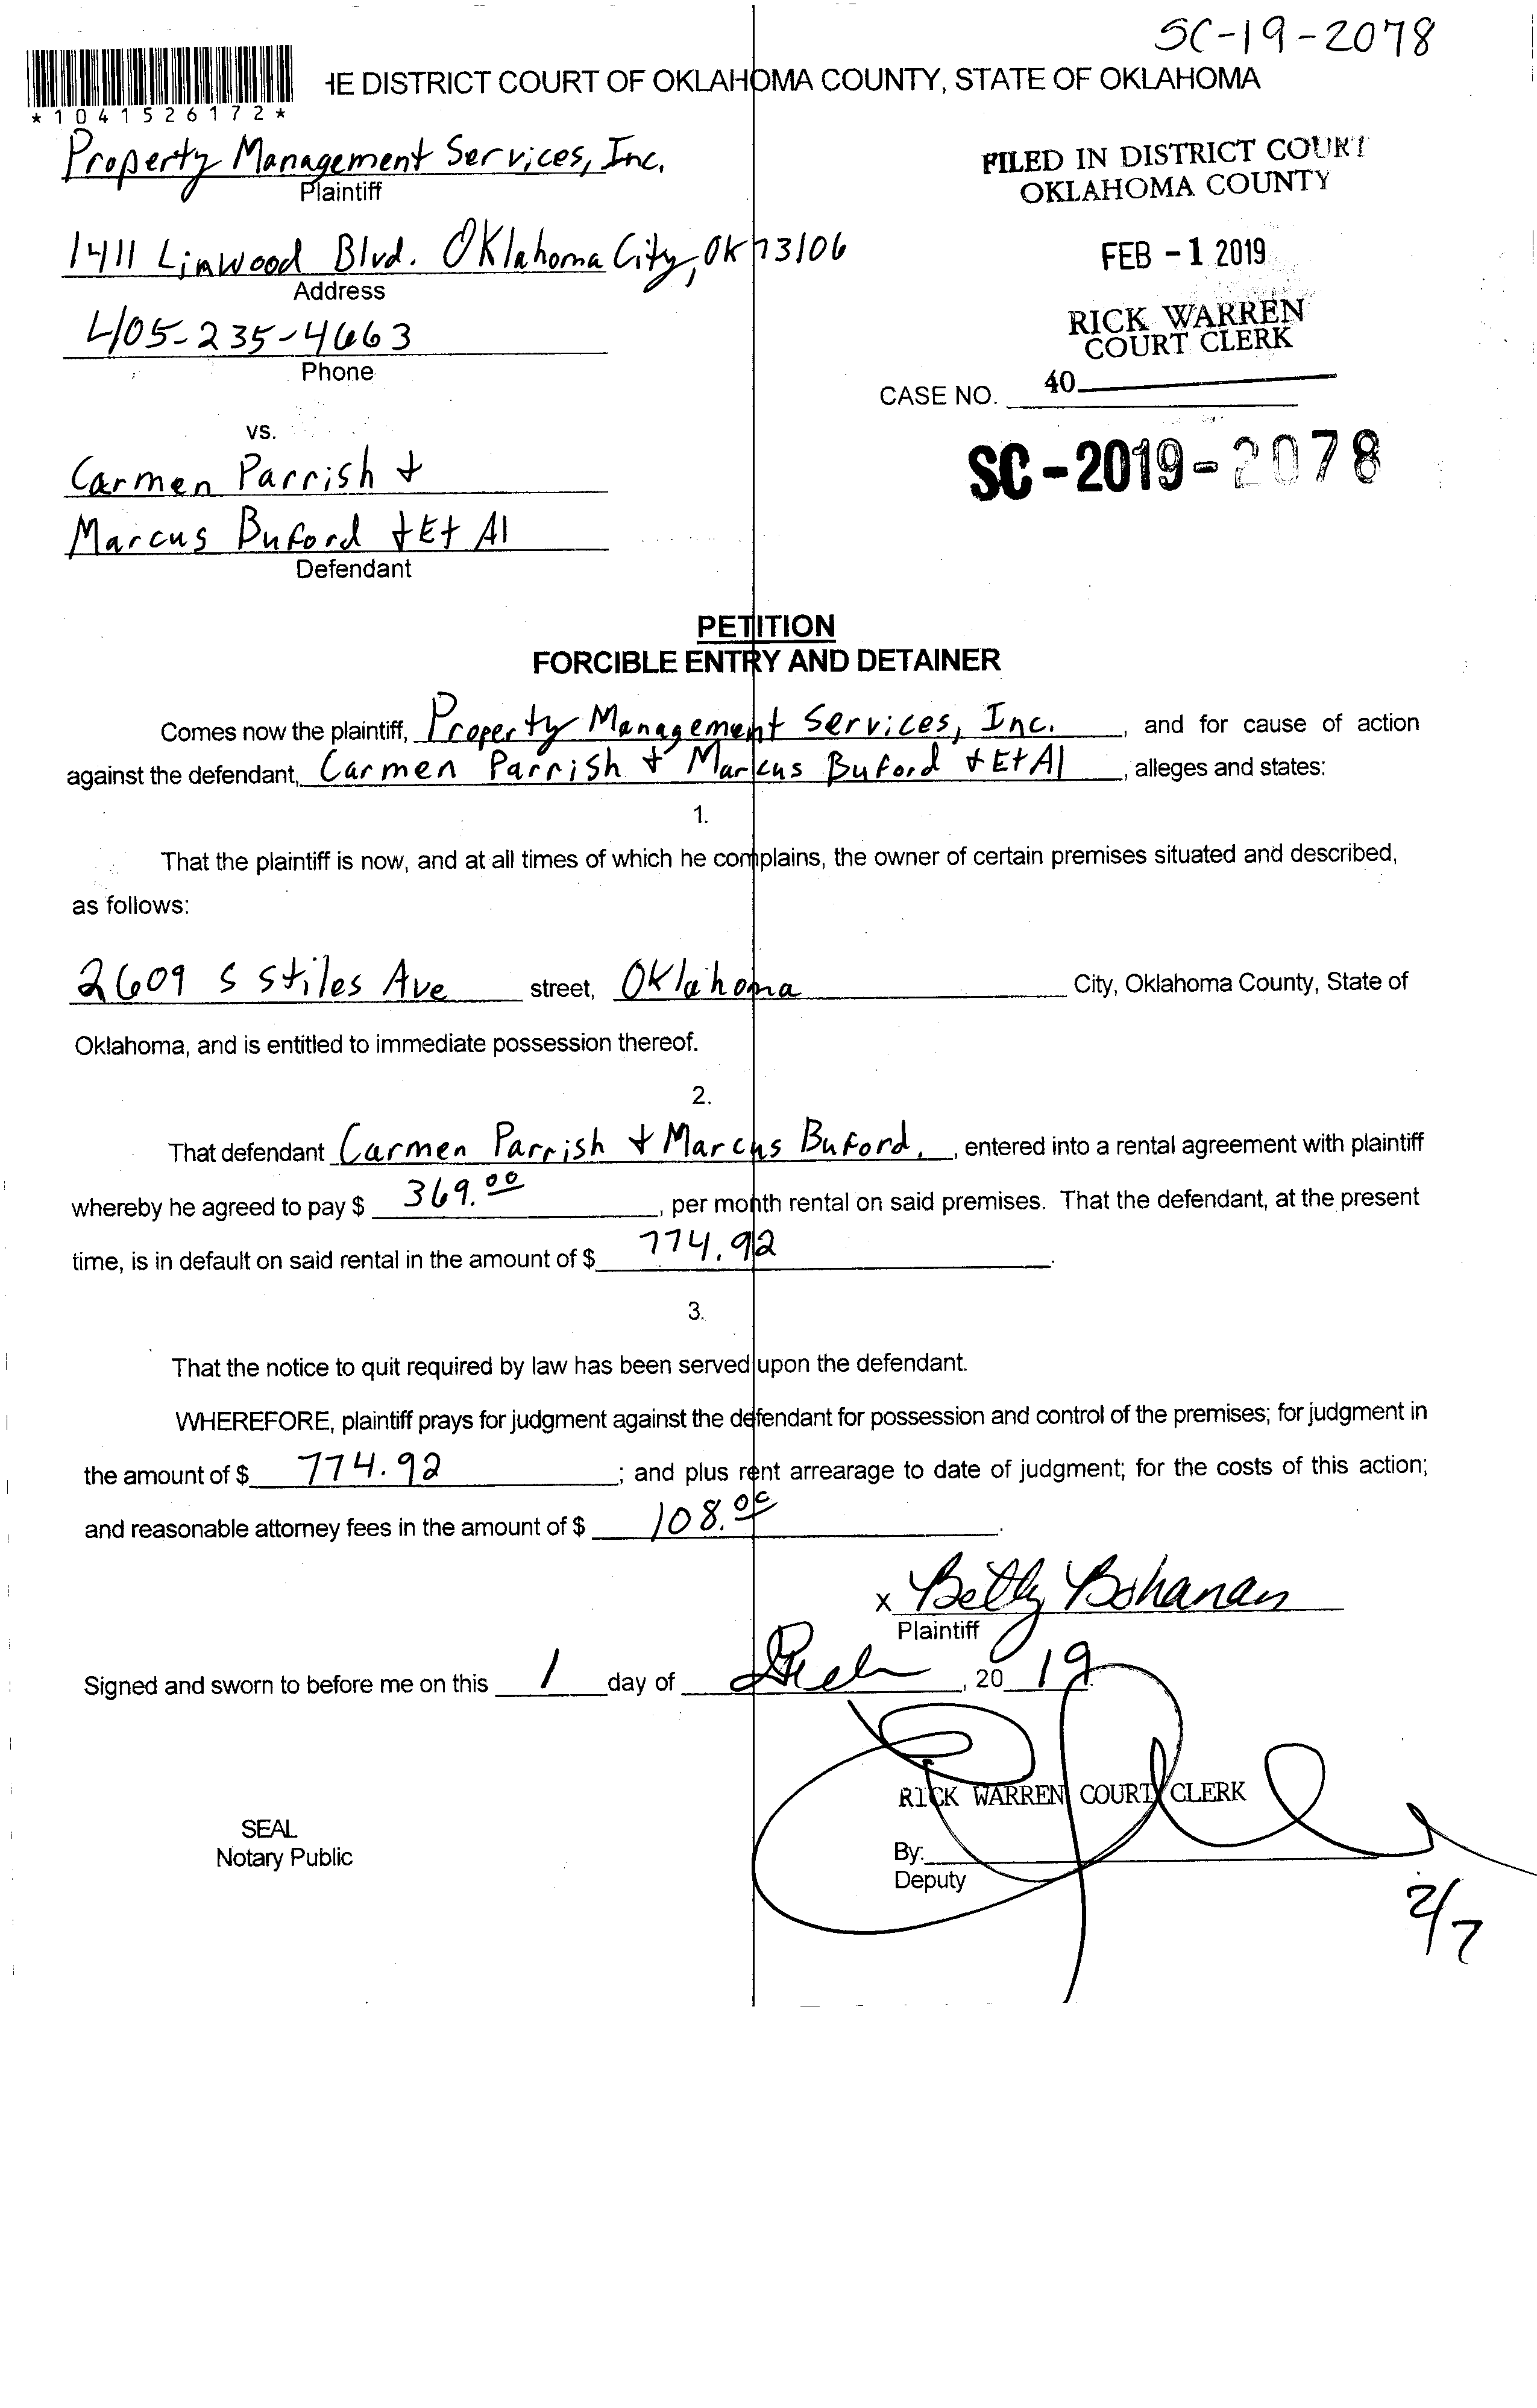 SC-19-2078
HE DISTRICT COURT OF OKLAHOMA COUNTY, STATE OF OKLAHOMA
*1041526172*
Property Management Services, Inc.
Plaintiff
FILED IN DISTRICT COURT
OKLAHOMA COUNTY
1411 Linwood Blvd. Oklahoma City, OK 73106
Address
FEB -1 2019
405-235-4663
Phone
RICK WARREN
COURT CLERK
CASE NO. 40
vs.
SC-2019-2078
Carmen Parrish +
Marcus Buford + Et Al
Defendant
PETITION
FORCIBLE ENTRY AND DETAINER
Comes now the plaintiff, Property Management Services, Inc. , and for cause of action
against the defendant, Carmen Parrish + Marcus Buford + Et Al , alleges and states:
1.
That the plaintiff is now, and at all times of which he complains, the owner of certain premises situated and described,
as follows:
2609 S Stiles Ave street, Oklahoma City, Oklahoma County, State of
Oklahoma, and is entitled to immediate possession thereof.
2.
That defendant Carmen Parrish + Marcus Buford. , entered into a rental agreement with plaintiff
whereby he agreed to pay $ 369.00 , per month rental on said premises. That the defendant, at the present
time, is in default on said rental in the amount of $ 774.92 .
3.
That the notice to quit required by law has been served upon the defendant.
WHEREFORE, plaintiff prays for judgment against the defendant for possession and control of the premises; for judgment in
the amount of $ 774.92 ; and plus rent arrearage to date of judgment; for the costs of this action;
and reasonable attorney fees in the amount of $ 108.00 .
x Betty Bohanan
Plaintiff
Signed and sworn to before me on this 1 day of , 20 19.
RICK WARREN COURT CLERK
SEAL
Notary Public
By:
Deputy
2/7